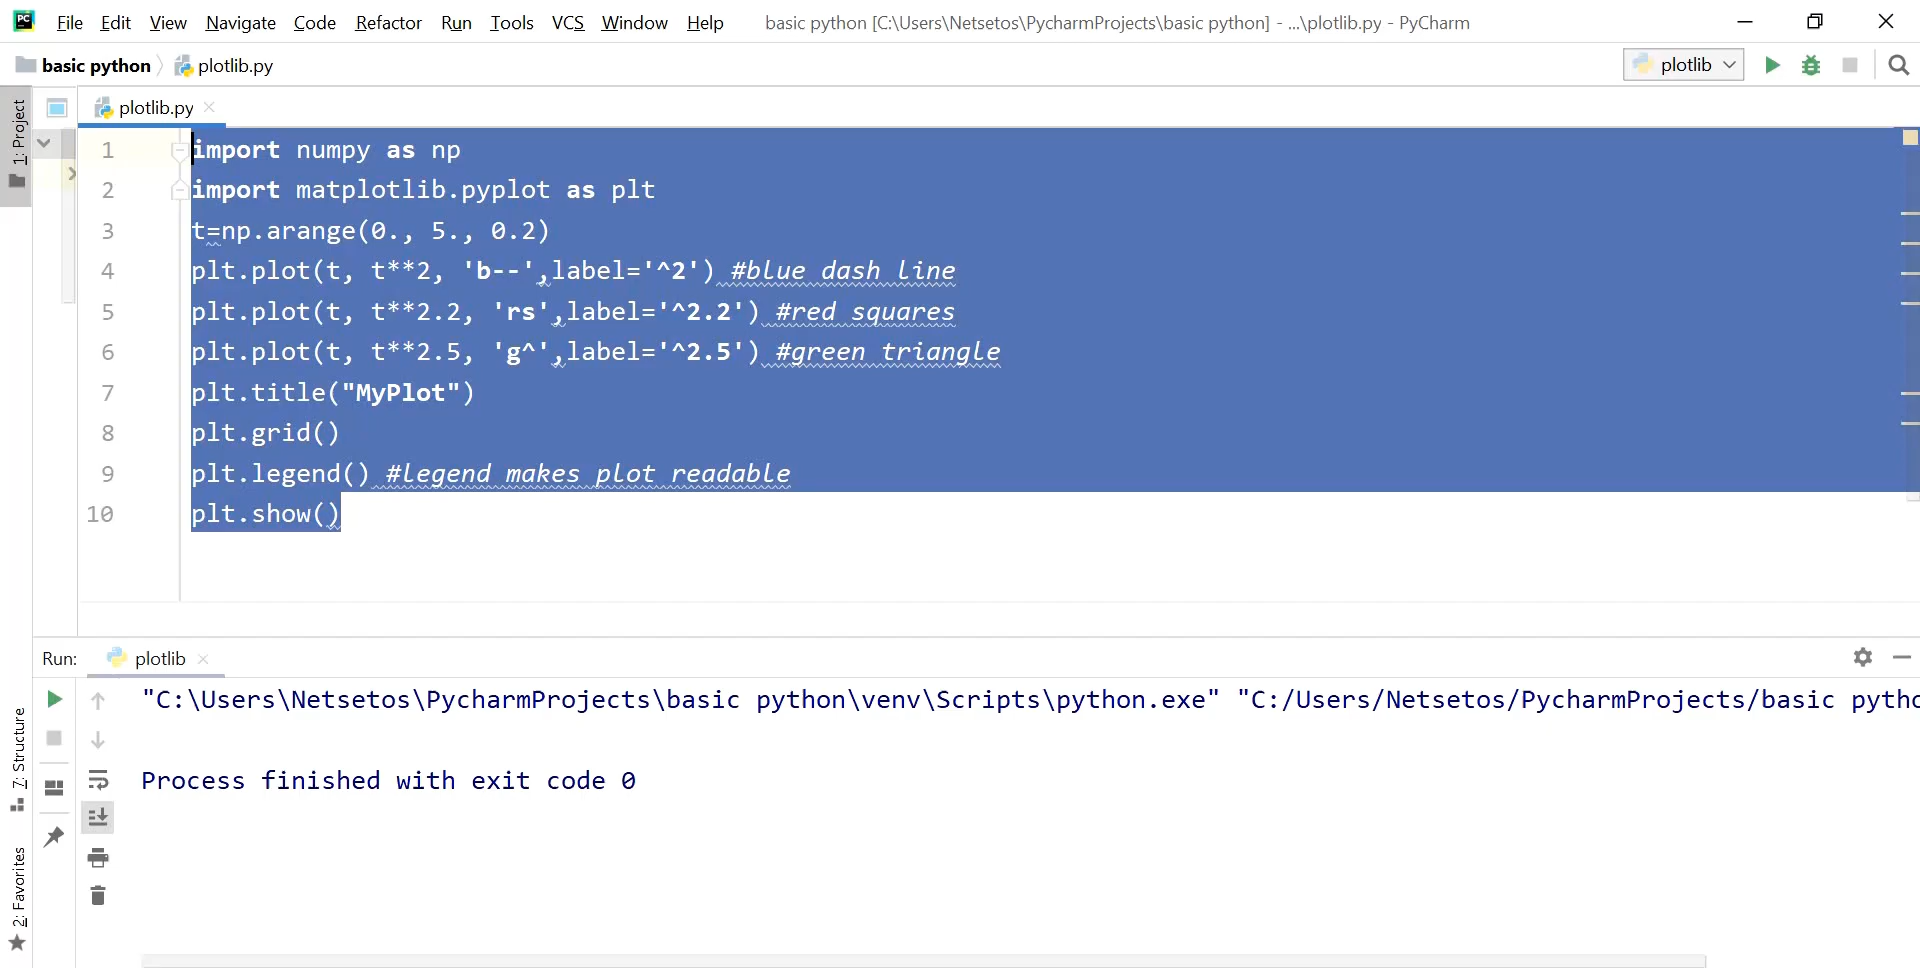 PC File Edit View Navigate Code Refactor Run Tools VCS Window Help basic python [C:\Users\Netsetos\PycharmProjects\basic python] - ...\plotlib.py - PyCharm
basic python plotlib.py plotlib
1: Project
plotlib.py
1 import numpy as np
2 import matplotlib.pyplot as plt
3 t=np.arange(0., 5., 0.2)
4 plt.plot(t, t**2, 'b--',label='^2') #blue dash line
5 plt.plot(t, t**2.2, 'rs',label='^2.2') #red squares
6 plt.plot(t, t**2.5, 'g^',label='^2.5') #green triangle
7 plt.title("MyPlot")
8 plt.grid()
9 plt.legend() #legend makes plot readable
10 plt.show()
Run: plotlib
"C:\Users\Netsetos\PycharmProjects\basic python\venv\Scripts\python.exe" "C:/Users/Netsetos/PycharmProjects/basic pytho
7: Structure
Process finished with exit code 0
2: Favorites